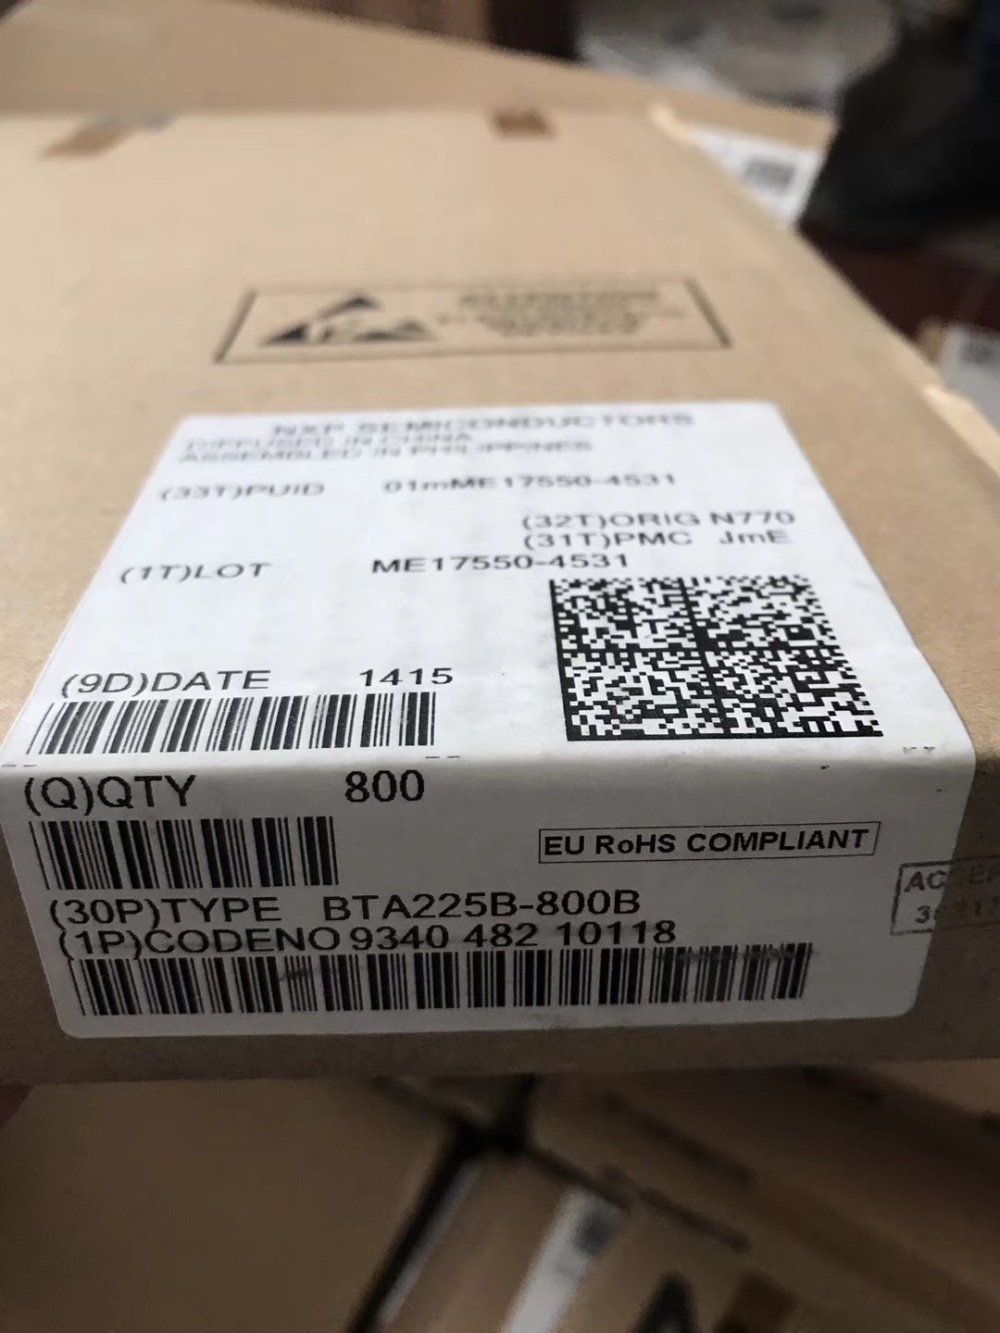 NXP SEMICONDUCTORS
DIFFUSED IN CHINA
ASSEMBLED IN PHILIPPINES
(33T)PUID 01mME17550-4531
(32T)ORIG N770
(31T)PMC JmE
(1T)LOT ME17550-4531
(9D)DATE 1415
(Q)QTY 800
EU RoHS COMPLIANT
(30P)TYPE BTA225B-800B
(1P)CODENO 9340 482 10118